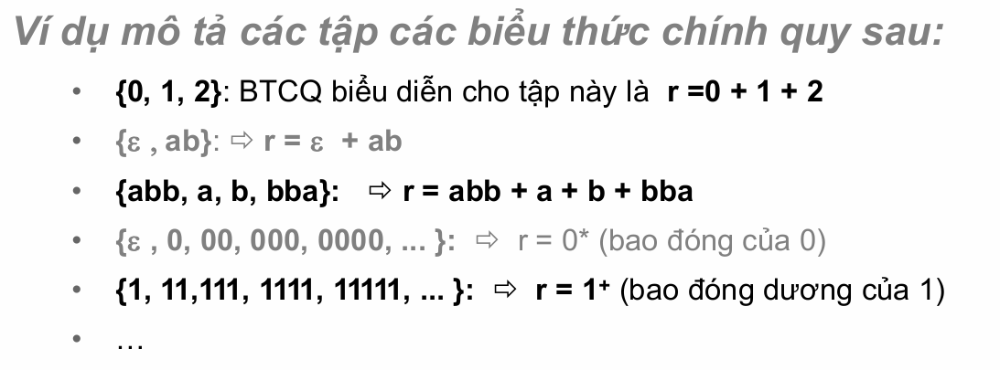 Ví dụ mô tả các tập các biểu thức chính quy sau:
• {0, 1, 2}: BTCQ biểu diễn cho tập này là r =0 + 1 + 2
• {ε , ab}: ⇨ r = ε + ab
• {abb, a, b, bba}: ⇨ r = abb + a + b + bba
• {ε , 0, 00, 000, 0000, ... }: ⇨ r = 0* (bao đóng của 0)
• {1, 11,111, 1111, 11111, ... }: ⇨ r = 1⁺ (bao đóng dương của 1)
• …